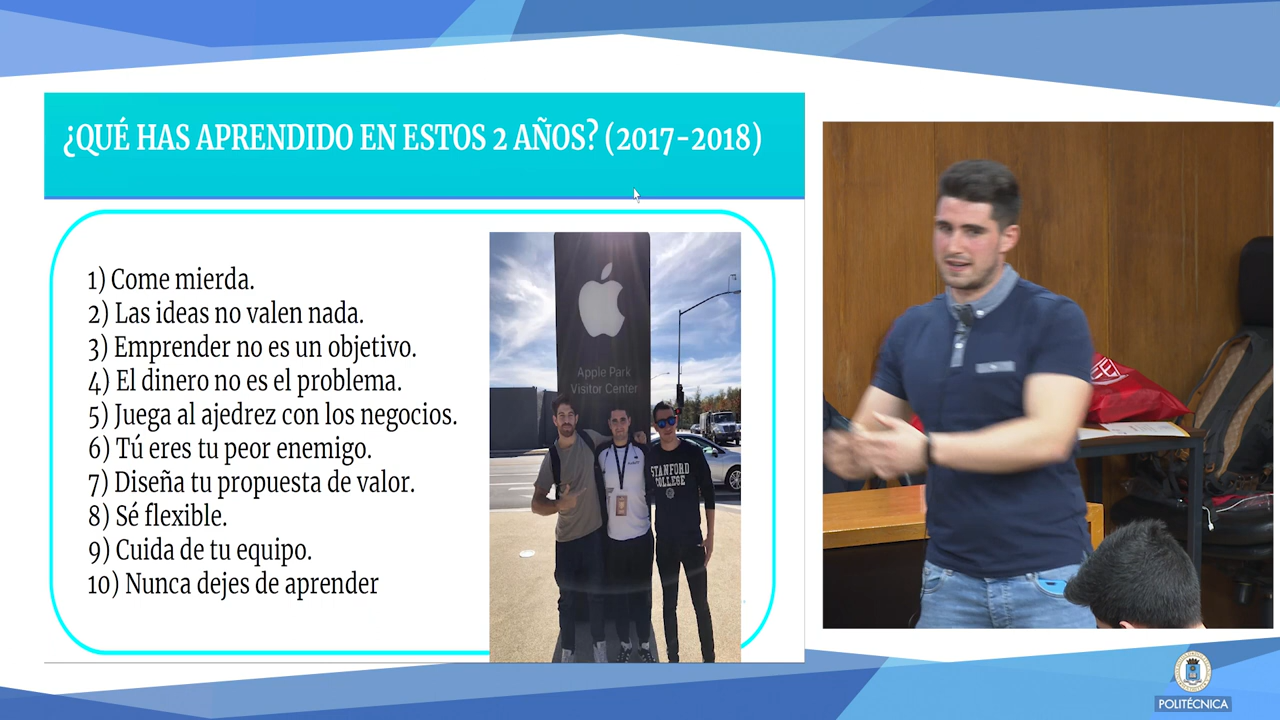 ¿QUÉ HAS APRENDIDO EN ESTOS 2 AÑOS? (2017-2018)
1) Come mierda.
2) Las ideas no valen nada.
3) Emprender no es un objetivo.
4) El dinero no es el problema.
5) Juega al ajedrez con los negocios.
6) Tú eres tu peor enemigo.
7) Diseña tu propuesta de valor.
8) Sé flexible.
9) Cuida de tu equipo.
10) Nunca dejes de aprender
Apple Park
Visitor Center
STANFORD
COLLEGE
POLITÉCNICA